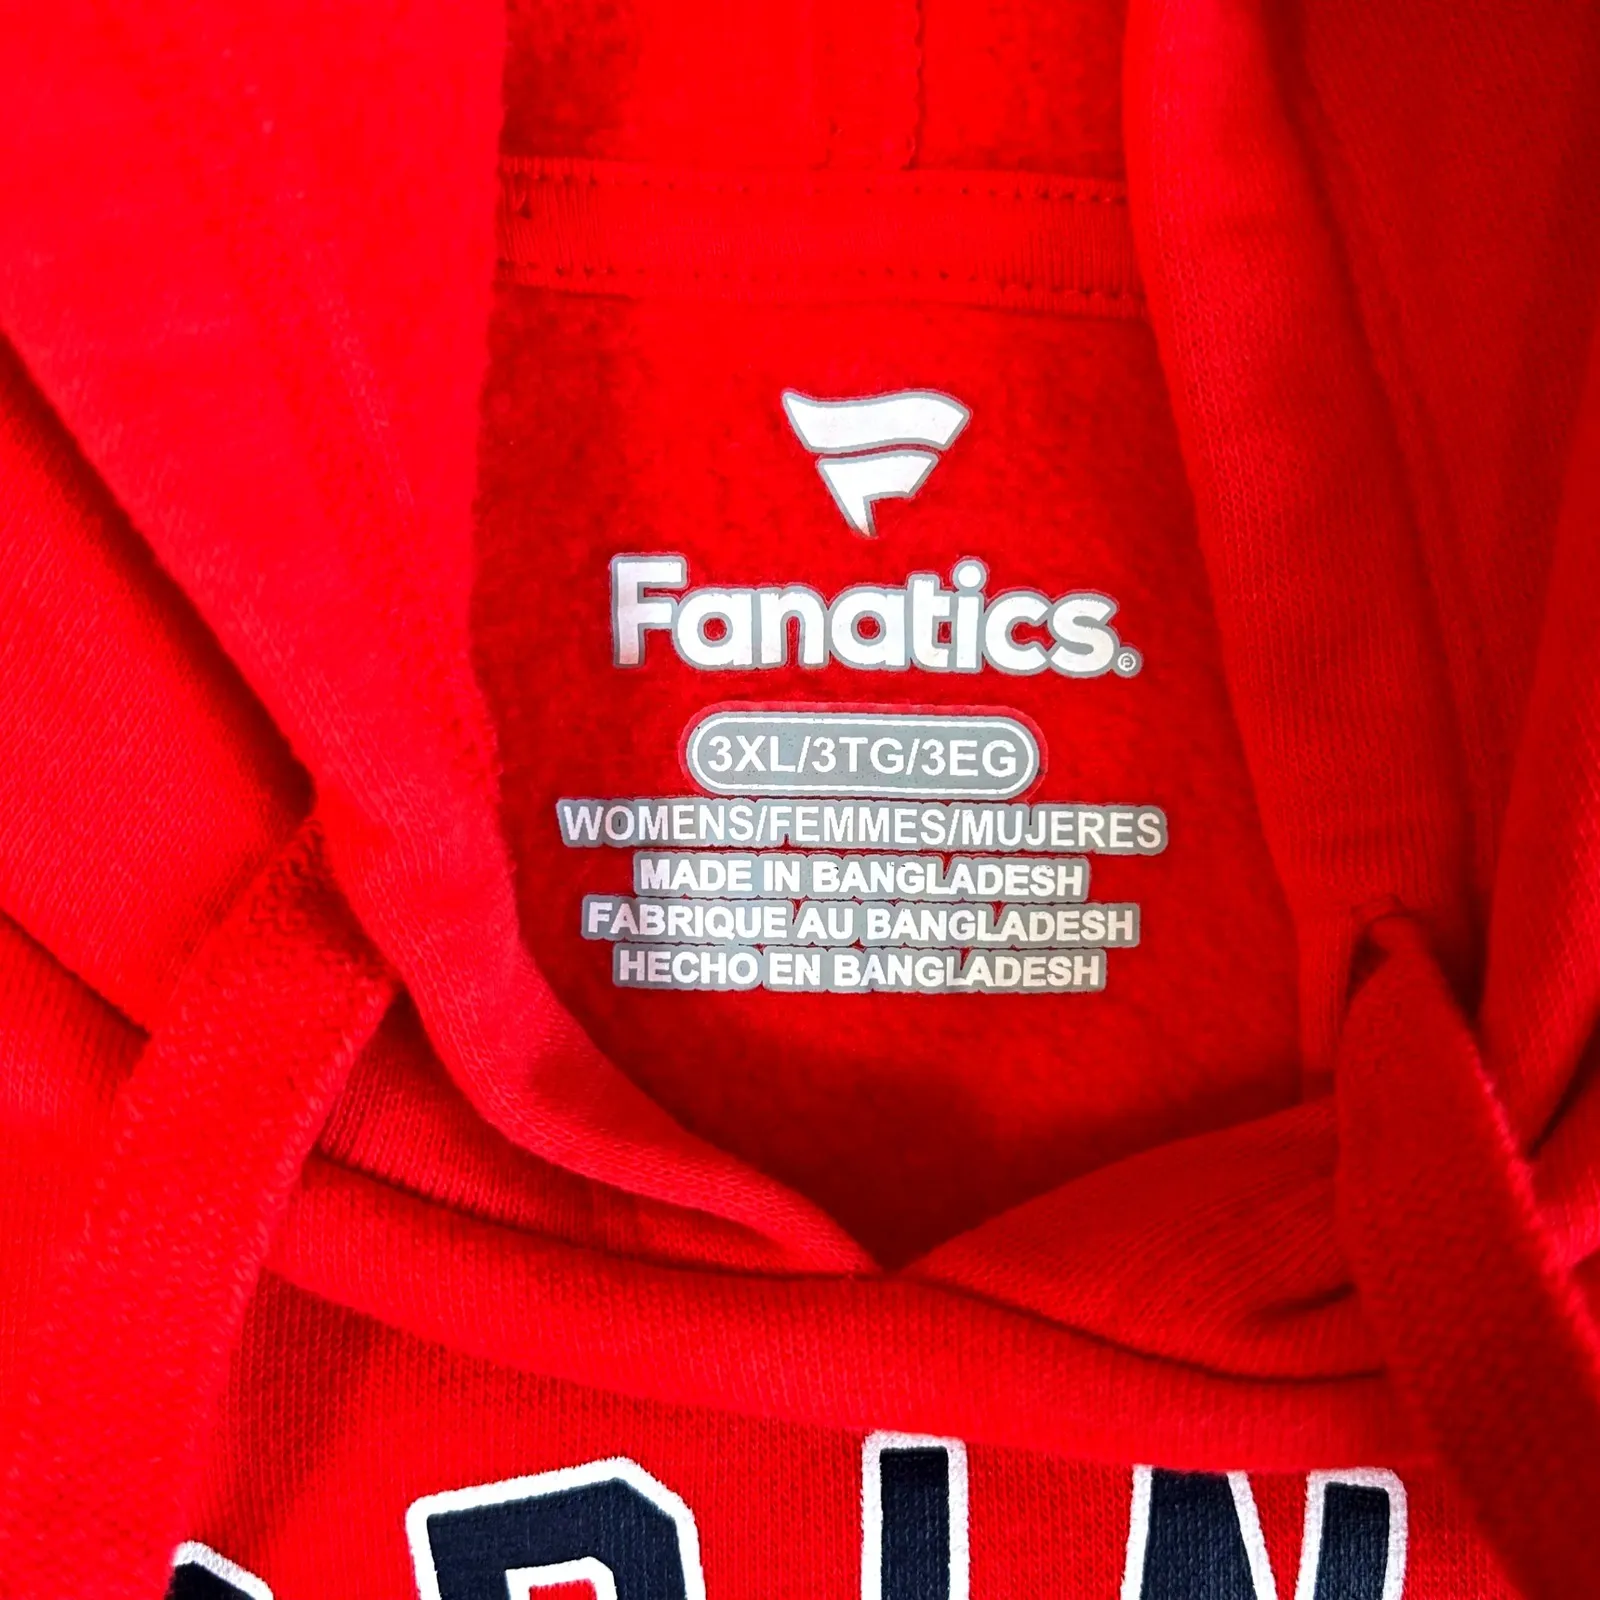 Fanatics.
3XL/3TG/3EG
WOMENS/FEMMES/MUJERES
MADE IN BANGLADESH
FABRIQUE AU BANGLADESH
HECHO EN BANGLADESH